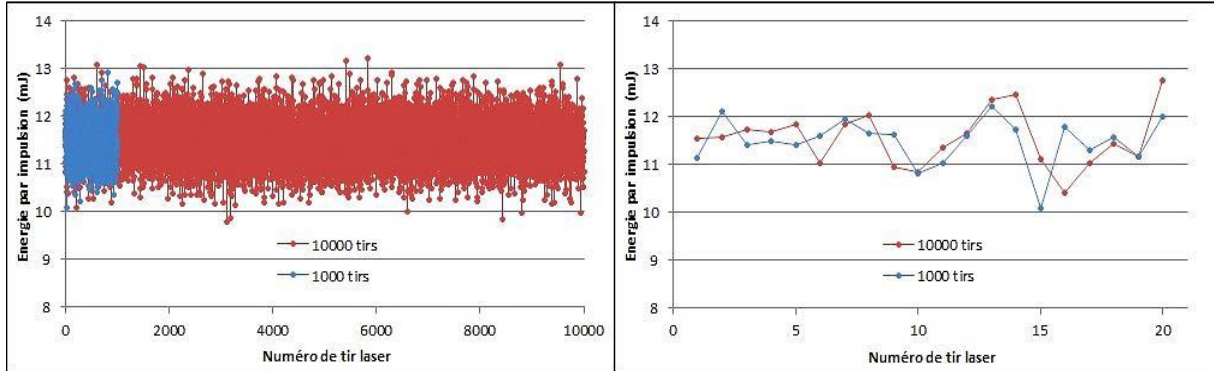 14
13
12
11
10
9
8
Energie par impulsion (mJ)
10000 tirs
1000 tirs
0 2000 4000 6000 8000 10000
Numéro de tir laser
14
13
12
11
10
9
8
Energie par impulsion (mJ)
10000 tirs
1000 tirs
0 5 10 15 20
Numéro de tir laser